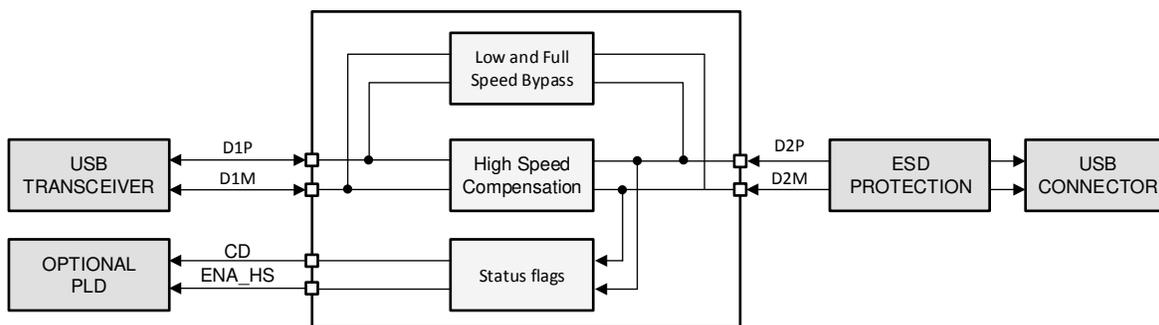 Low and Full
Speed Bypass
USB
TRANSCEIVER
D1P
D1M
High Speed
Compensation
D2P
D2M
ESD
PROTECTION
USB
CONNECTOR
OPTIONAL
PLD
CD
ENA_HS
Status flags